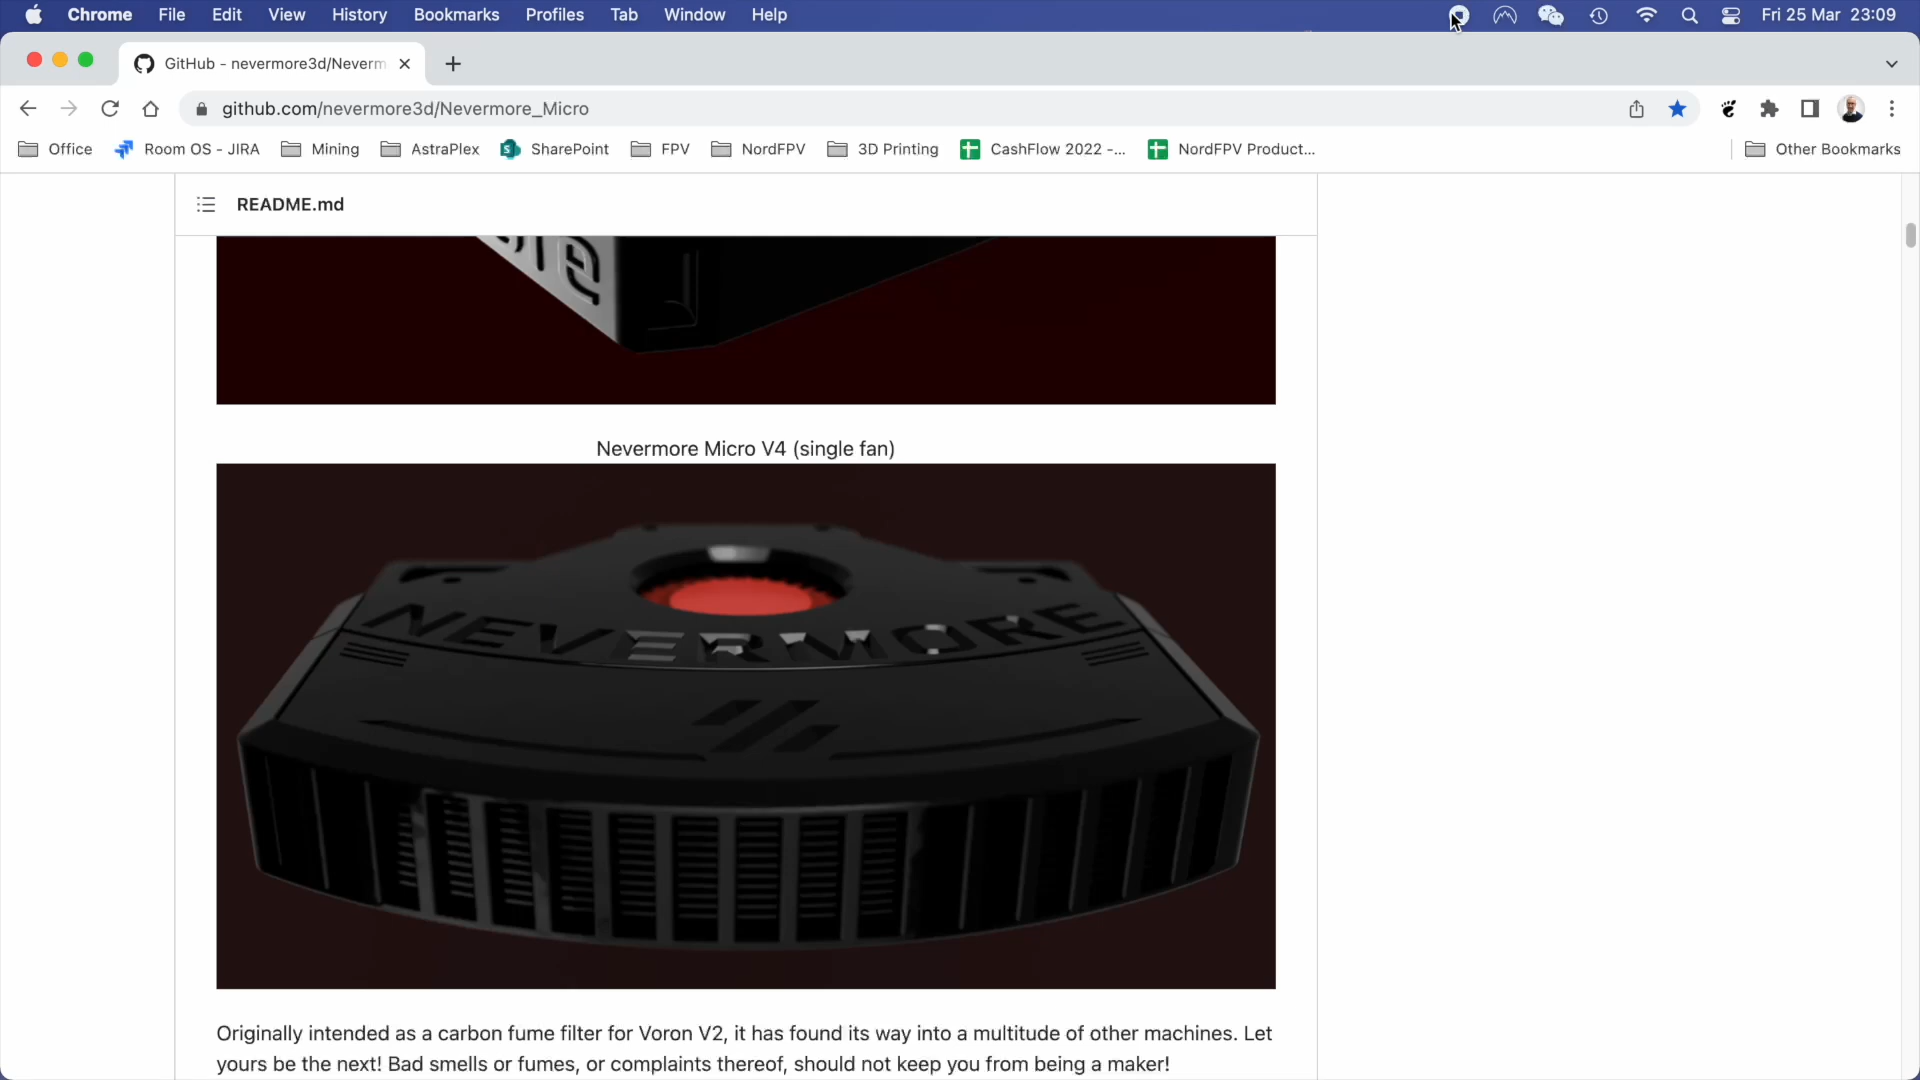 Chrome File Edit View History Bookmarks Profiles Tab Window Help Fri 25 Mar 23:09
GitHub - nevermore3d/Neverm
github.com/nevermore3d/Nevermore_Micro
Office Room OS - JIRA Mining AstraPlex SharePoint FPV NordFPV 3D Printing CashFlow 2022 -... NordFPV Product... Other Bookmarks
README.md
Nevermore Micro V4 (single fan)
NEVERMORE
Originally intended as a carbon fume filter for Voron V2, it has found its way into a multitude of other machines. Let
yours be the next! Bad smells or fumes, or complaints thereof, should not keep you from being a maker!